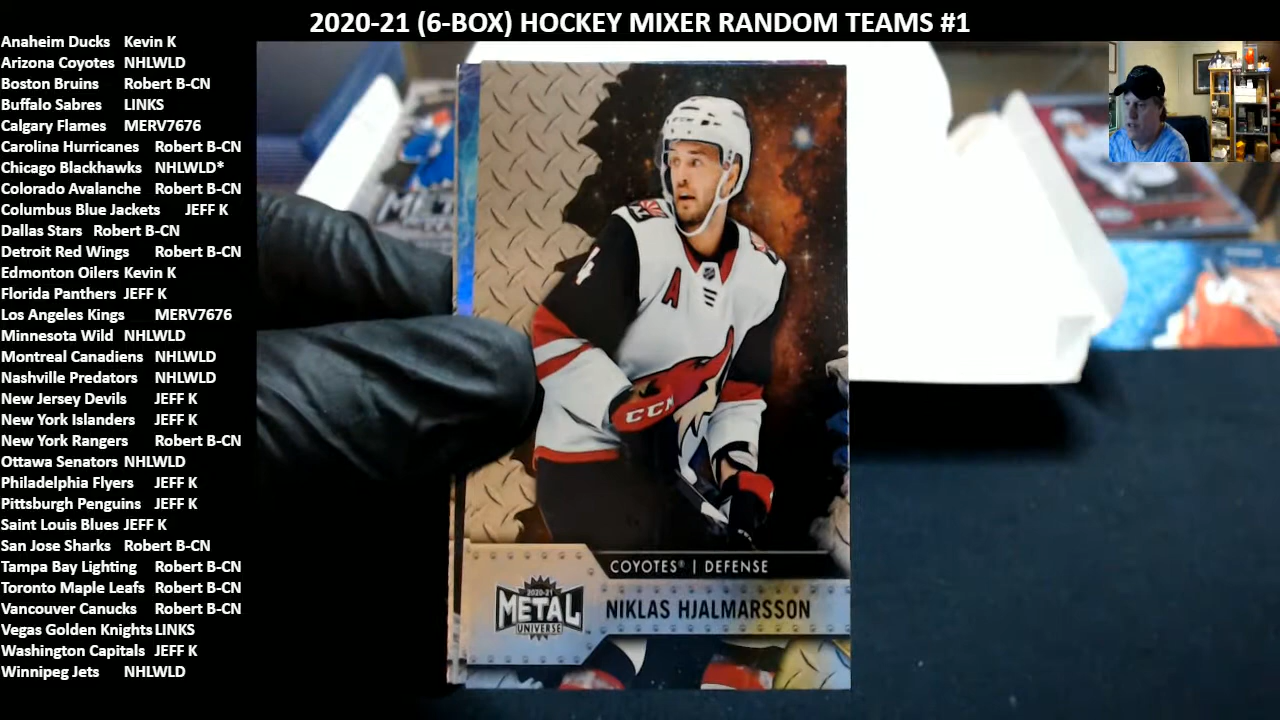 2020-21 (6-BOX) HOCKEY MIXER RANDOM TEAMS #1
Anaheim Ducks Kevin K
Arizona Coyotes NHLWLD
Boston Bruins Robert B-CN
Buffalo Sabres LINKS
Calgary Flames MERV7676
Carolina Hurricanes Robert B-CN
Chicago Blackhawks NHLWLD*
Colorado Avalanche Robert B-CN
Columbus Blue Jackets JEFF K
Dallas Stars Robert B-CN
Detroit Red Wings Robert B-CN
Edmonton Oilers Kevin K
Florida Panthers JEFF K
Los Angeles Kings MERV7676
Minnesota Wild NHLWLD
Montreal Canadiens NHLWLD
Nashville Predators NHLWLD
New Jersey Devils JEFF K
New York Islanders JEFF K
New York Rangers Robert B-CN
Ottawa Senators NHLWLD
Philadelphia Flyers JEFF K
Pittsburgh Penguins JEFF K
Saint Louis Blues JEFF K
San Jose Sharks Robert B-CN
Tampa Bay Lighting Robert B-CN
Toronto Maple Leafs Robert B-CN
Vancouver Canucks Robert B-CN
Vegas Golden Knights LINKS
Washington Capitals JEFF K
Winnipeg Jets NHLWLD
4
A
CCM
COYOTES® | DEFENSE
2020-21
METAL
UNIVERSE
NIKLAS HJALMARSSON
METAL